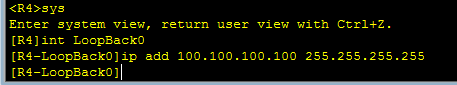 <R4>sys
Enter system view, return user view with Ctrl+Z.
[R4]int LoopBack0
[R4-LoopBack0]ip add 100.100.100.100 255.255.255.255
[R4-LoopBack0]